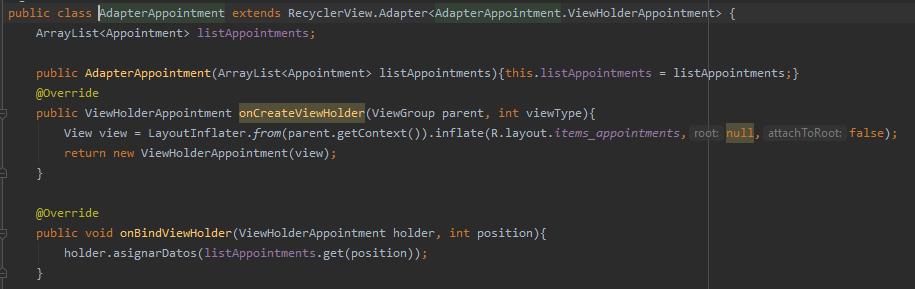 public class AdapterAppointment extends RecyclerView.Adapter<AdapterAppointment.ViewHolderAppointment> {
ArrayList<Appointment> listAppointments;
public AdapterAppointment(ArrayList<Appointment> listAppointments){this.listAppointments = listAppointments;}
@Override
public ViewHolderAppointment onCreateViewHolder(ViewGroup parent, int viewType){
View view = LayoutInflater.from(parent.getContext()).inflate(R.layout.items_appointments, root: null, attachToRoot: false);
return new ViewHolderAppointment(view);
}
@Override
public void onBindViewHolder(ViewHolderAppointment holder, int position){
holder.asignarDatos(listAppointments.get(position));
}